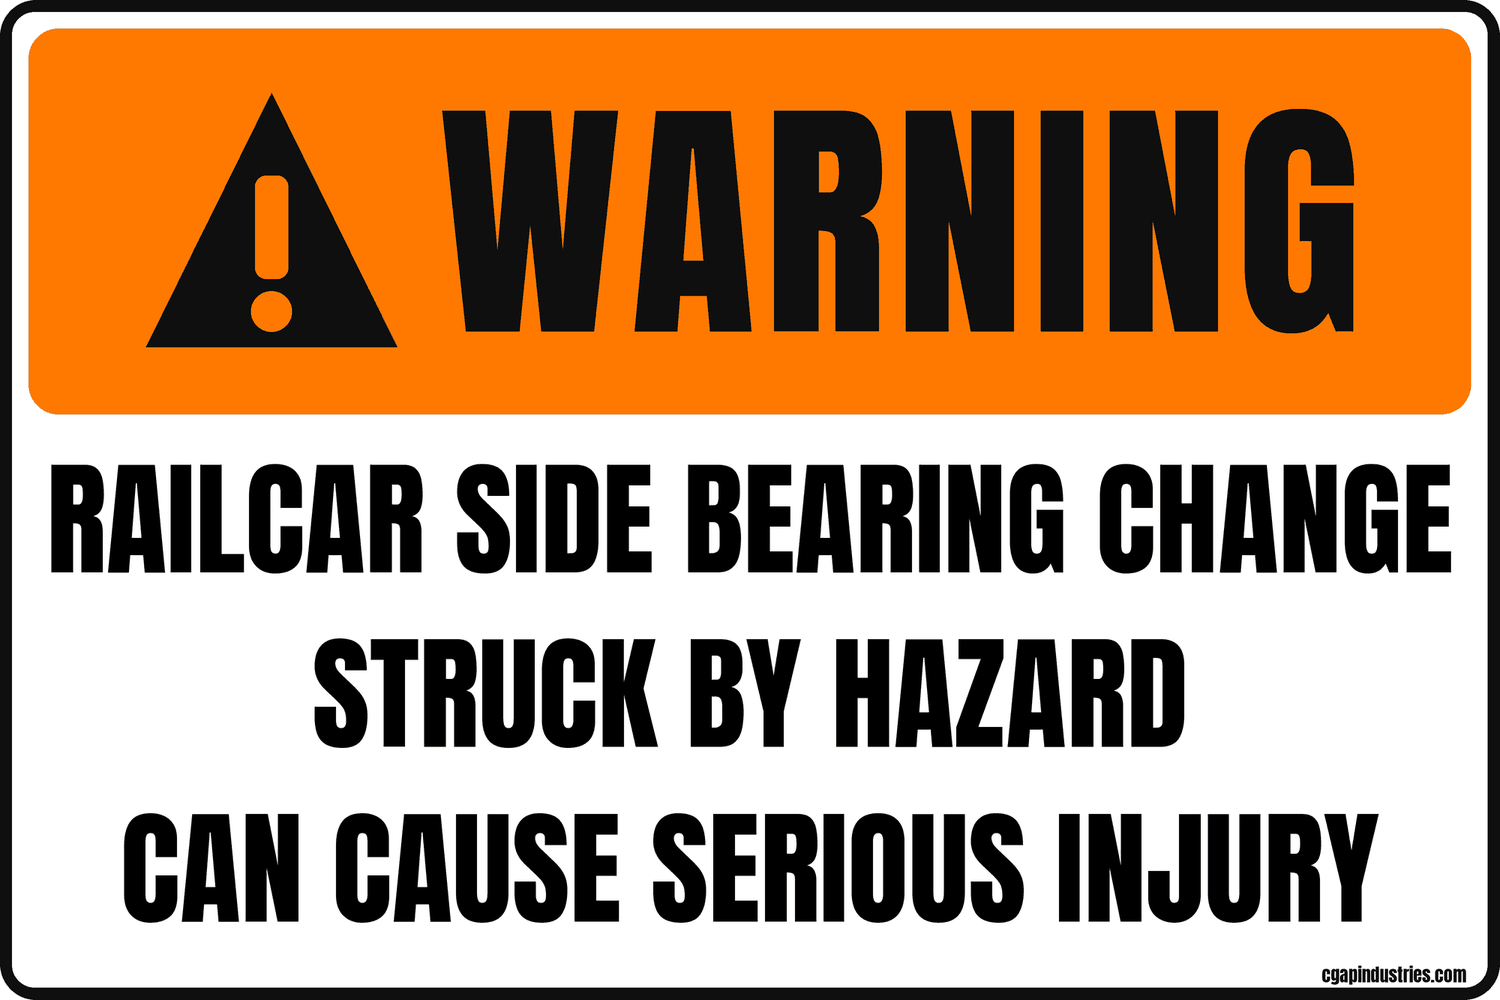 WARNING
RAILCAR SIDE BEARING CHANGE
STRUCK BY HAZARD
CAN CAUSE SERIOUS INJURY
cgapindustries.com